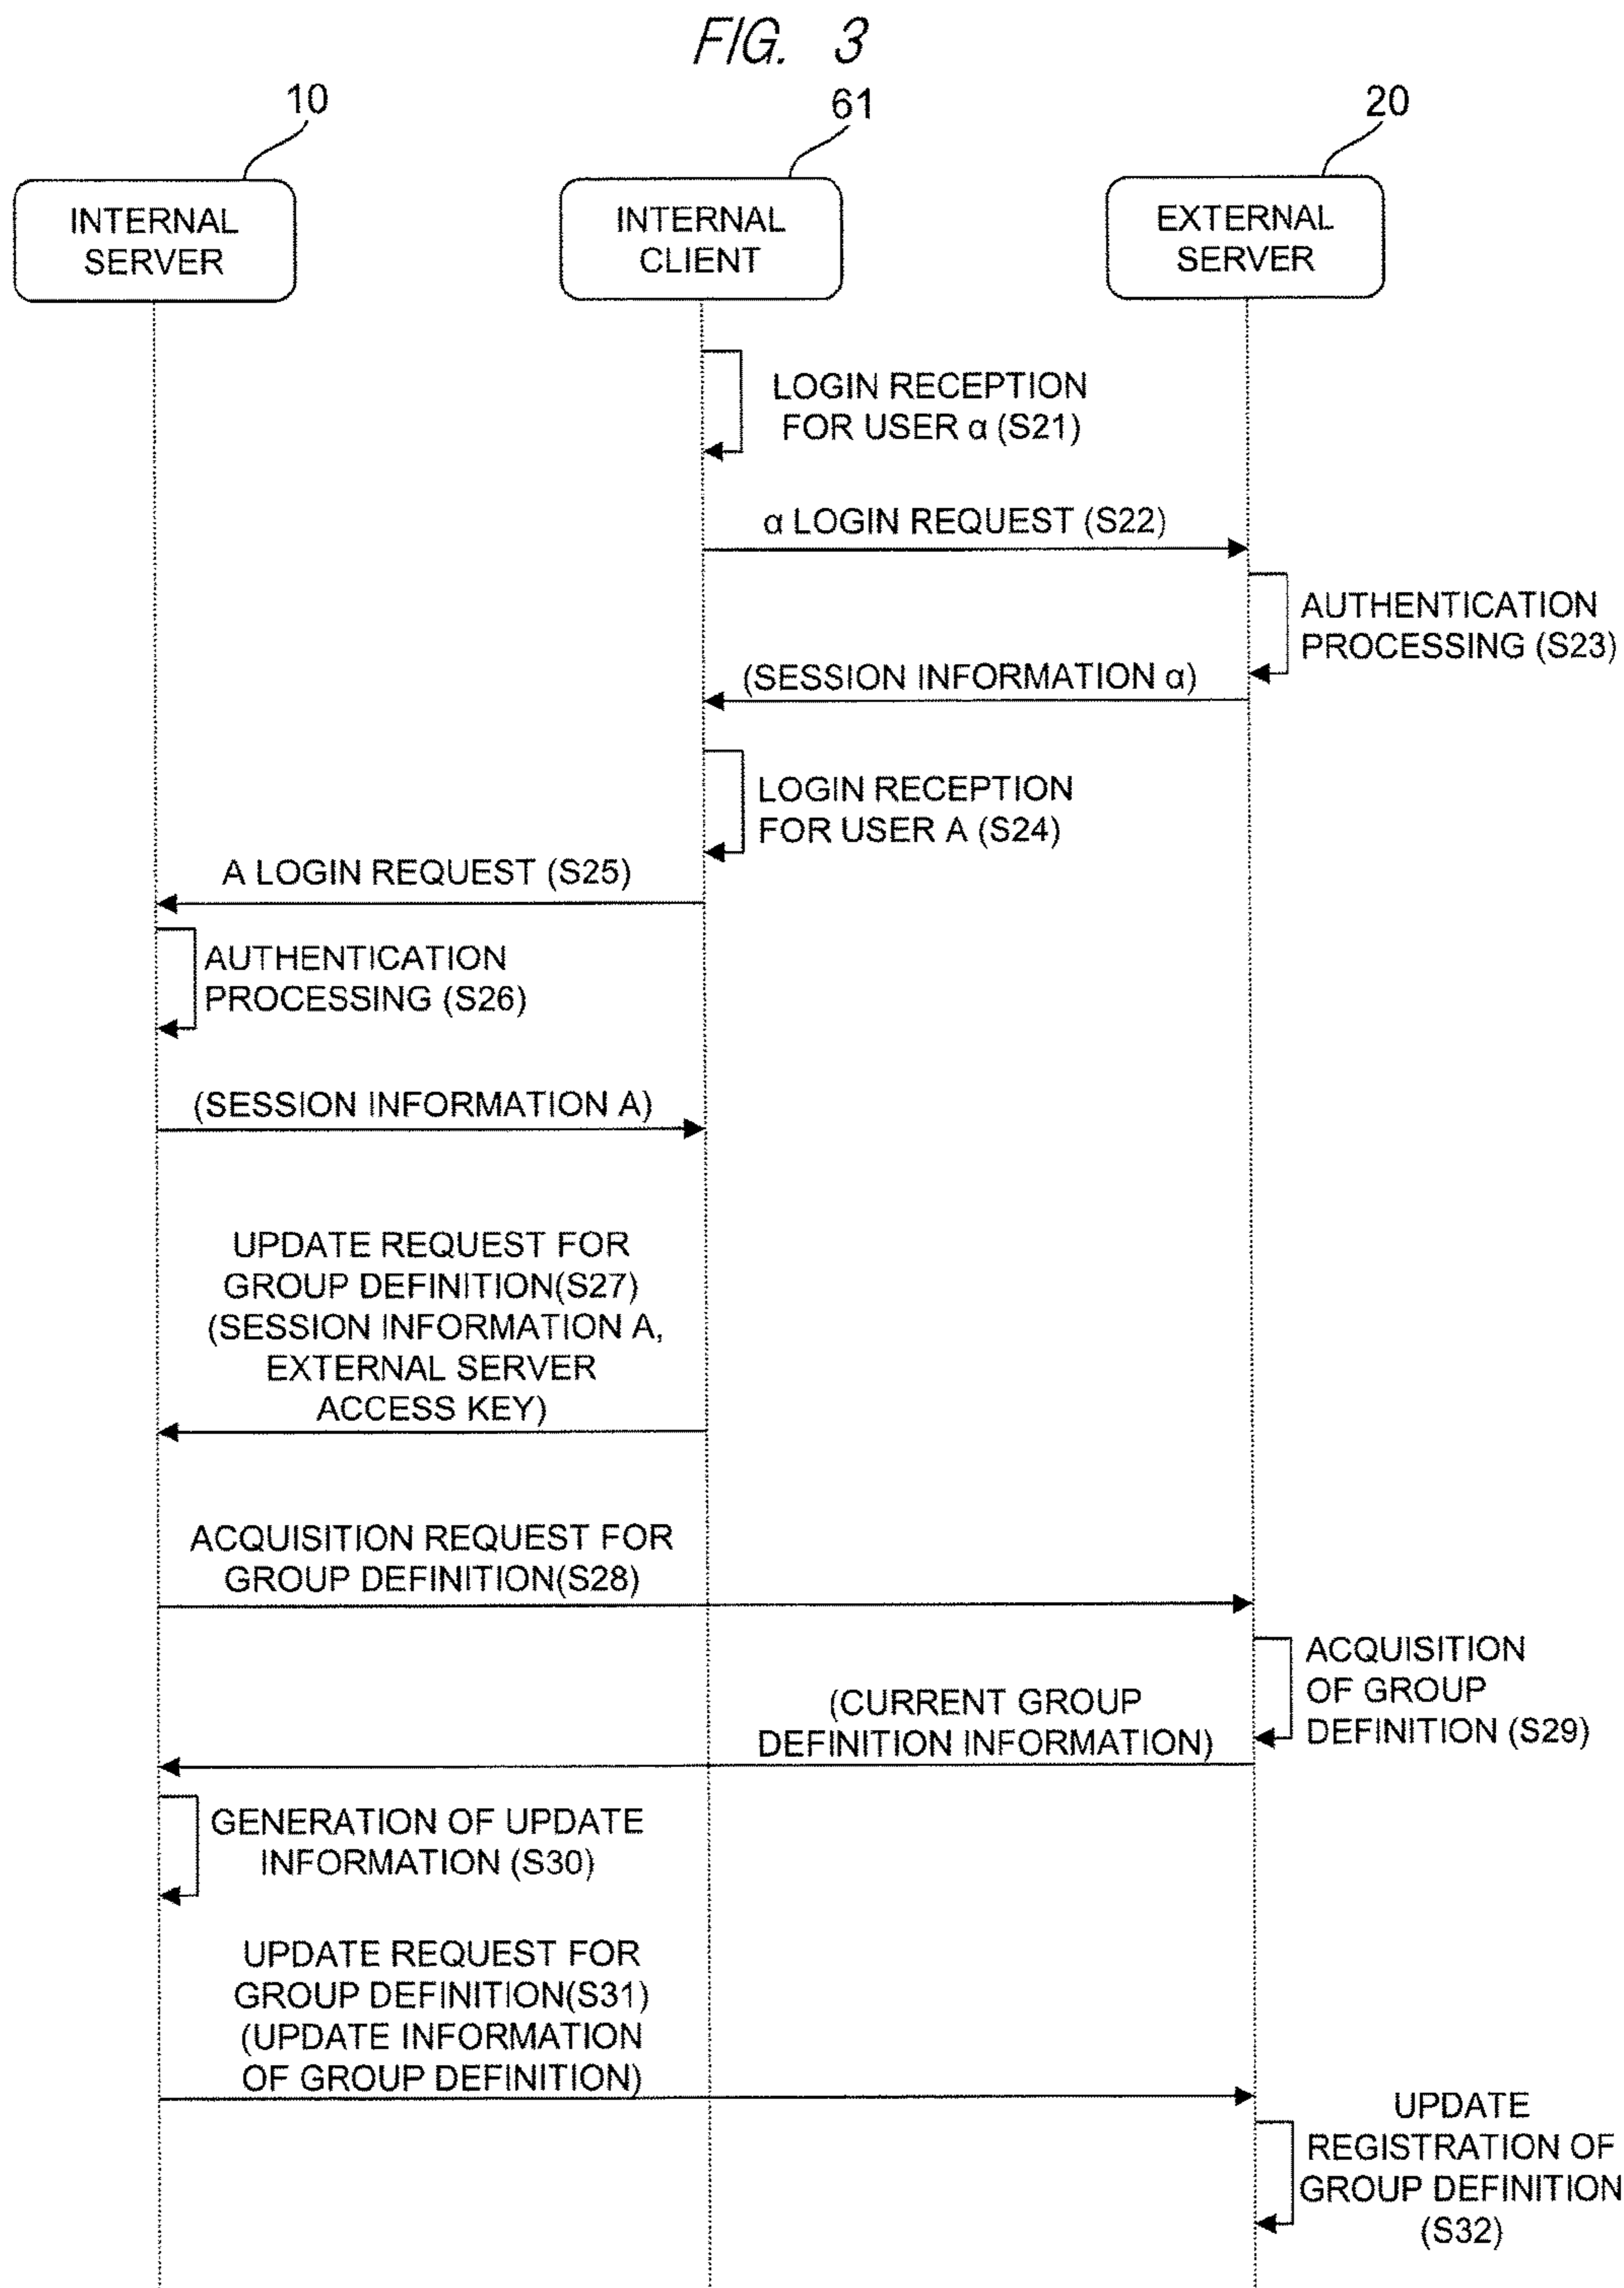 FIG. 3
10
61
20
INTERNAL
SERVER
INTERNAL
CLIENT
EXTERNAL
SERVER
LOGIN RECEPTION
FOR USER α (S21)
α LOGIN REQUEST (S22)
AUTHENTICATION
PROCESSING (S23)
(SESSION INFORMATION α)
LOGIN RECEPTION
FOR USER A (S24)
A LOGIN REQUEST (S25)
AUTHENTICATION
PROCESSING (S26)
(SESSION INFORMATION A)
UPDATE REQUEST FOR
GROUP DEFINITION(S27)
(SESSION INFORMATION A,
EXTERNAL SERVER
ACCESS KEY)
ACQUISITION REQUEST FOR
GROUP DEFINITION(S28)
ACQUISITION
OF GROUP
DEFINITION (S29)
(CURRENT GROUP
DEFINITION INFORMATION)
GENERATION OF UPDATE
INFORMATION (S30)
UPDATE REQUEST FOR
GROUP DEFINITION(S31)
(UPDATE INFORMATION
OF GROUP DEFINITION)
UPDATE
REGISTRATION OF
GROUP DEFINITION
(S32)